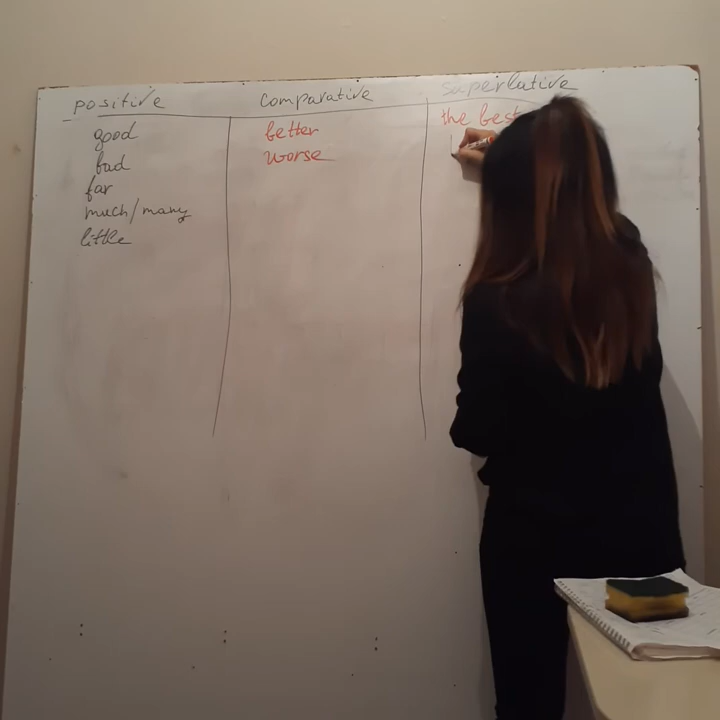 positive comparative superlative
good better the best
bad worse
far
much/many
little